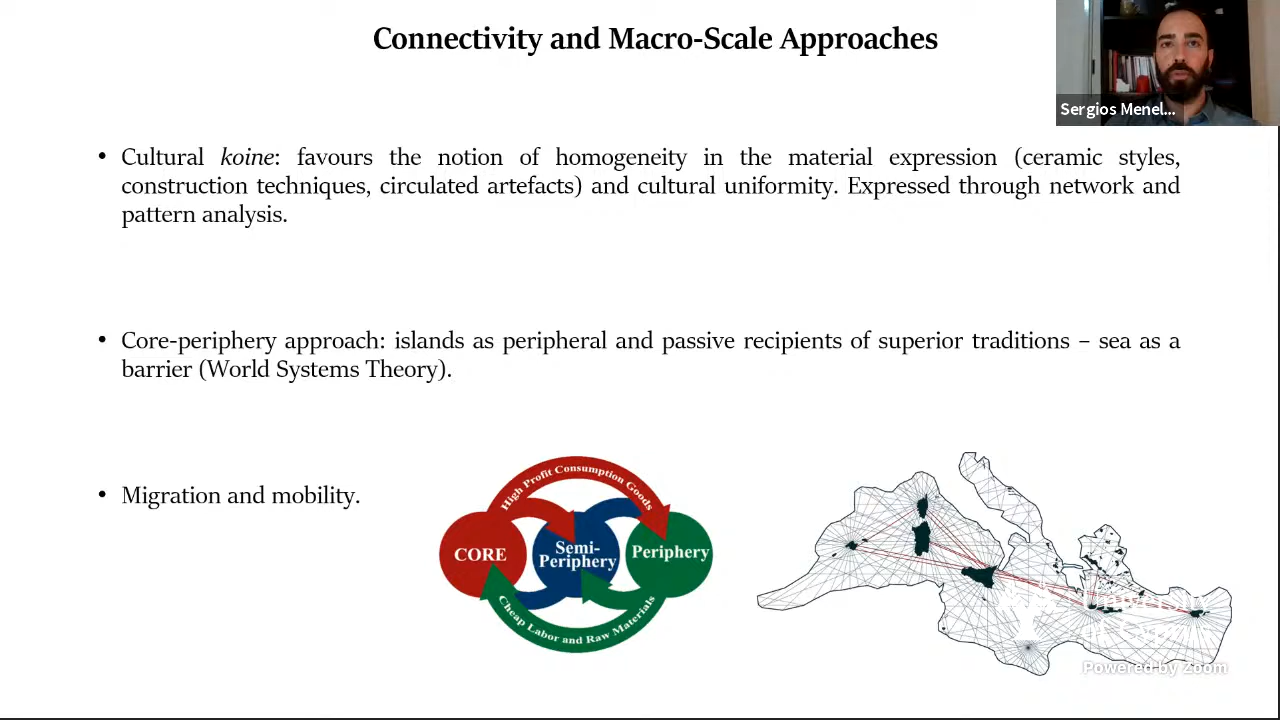 Connectivity and Macro-Scale Approaches
Sergios Menel...
• Cultural koine: favours the notion of homogeneity in the material expression (ceramic styles,
construction techniques, circulated artefacts) and cultural uniformity. Expressed through network and
pattern analysis.
• Core-periphery approach: islands as peripheral and passive recipients of superior traditions – sea as a
barrier (World Systems Theory).
• Migration and mobility.
High Profit Consumption Goods
CORE
Semi-
Periphery
Periphery
Cheap Labor and Raw Materials
Powered by Zoom